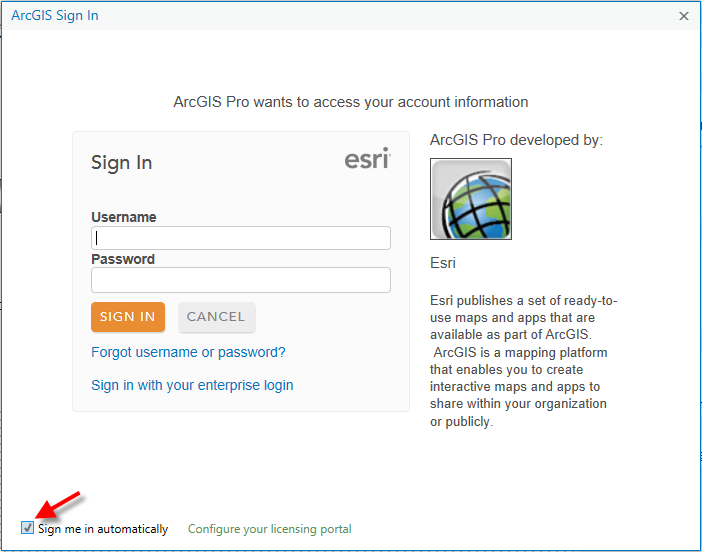 ArcGIS Sign In
ArcGIS Pro wants to access your account information
Sign In
esri
Username
Password
SIGN IN
CANCEL
Forgot username or password?
Sign in with your enterprise login
ArcGIS Pro developed by:
Esri
Esri publishes a set of ready-to-
use maps and apps that are
available as part of ArcGIS.
ArcGIS is a mapping platform
that enables you to create
interactive maps and apps to
share within your organization
or publicly.
Sign me in automatically
Configure your licensing portal